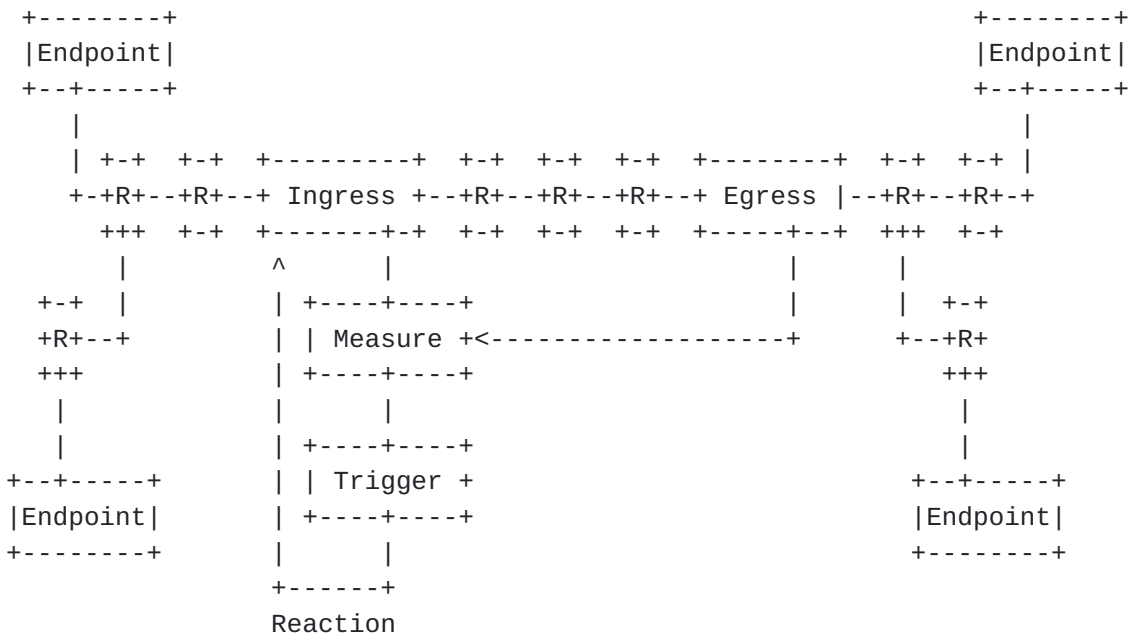 +--------+                                                   +--------+
|Endpoint|                                                   |Endpoint|
+--+-----+                                                   +--+-----+
   |                                                            |
   | +-+  +-+  +---------+  +-+  +-+  +-+  +--------+  +-+  +-+ |
   +-+R+--+R+--+ Ingress +--+R+--+R+--+R+--+ Egress |--+R+--+R+-+
     +++  +-+  +-------+-+  +-+  +-+  +-+  +-----+--+  +++  +-+
      |         ^      |                         |      |
 +-+  |         | +----+----+                    |      |  +-+
 +R+--+         | | Measure +<-------------------+      +--+R+
 +++            | +----+----+                              +++
  |             |      |                                    |
  |             | +----+----+                               |
+--+-----+       | | Trigger +                            +--+-----+
|Endpoint|       | +----+----+                            |Endpoint|
+--------+       |      |                                 +--------+
                +------+
                Reaction